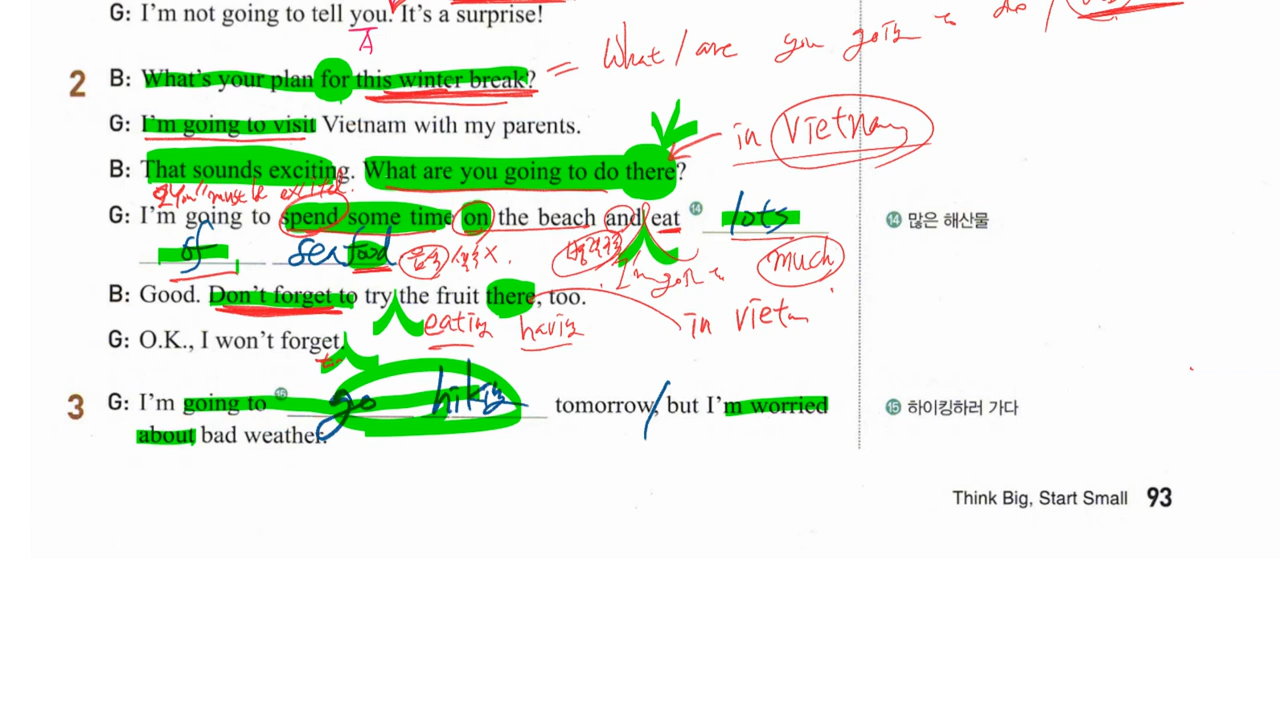 G: I'm not going to tell you. It's a surprise!
A
What / are you going to do /
2 B: What's your plan for this winter break? =
G: I'm going to visit Vietnam with my parents.
in Vietnam
B: That sounds exciting. What are you going to do there?
You must be excited.
G: I'm going to spend some time on the beach and eat ⑭ lots
⑭ 많은 해산물
of seafood
much
I'm going to
B: Good. Don't forget to try the fruit there, too.
eating having in Vietnam
G: O.K., I won't forget.
3 G: I'm going to ⑮ go hiking tomorrow, but I'm worried
⑮ 하이킹하러 가다
about bad weather.
Think Big, Start Small 93